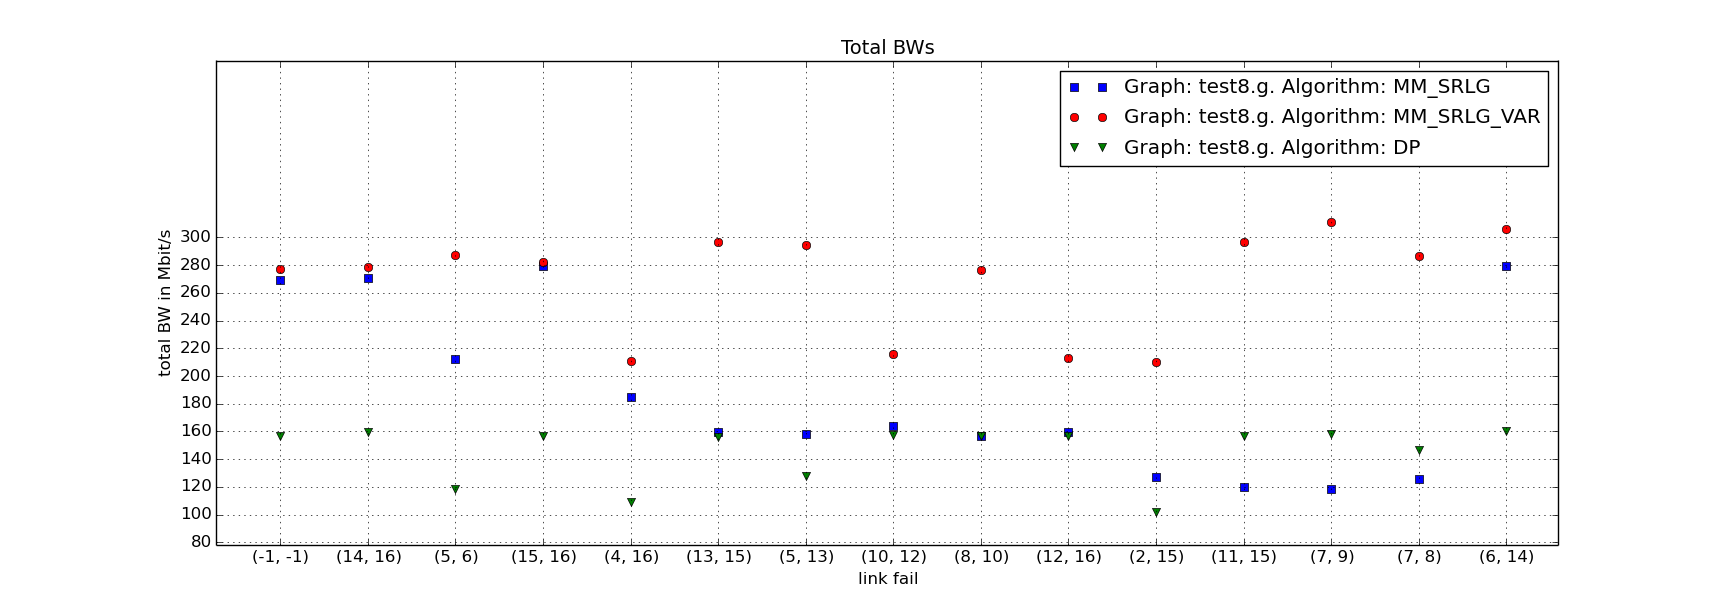 Total BWs
Graph: test8.g. Algorithm: MM_SRLG
Graph: test8.g. Algorithm: MM_SRLG_VAR
Graph: test8.g. Algorithm: DP
total BW in Mbit/s
300
280
260
240
220
200
180
160
140
120
100
80
(-1, -1) (14, 16) (5, 6) (15, 16) (4, 16) (13, 15) (5, 13) (10, 12) (8, 10) (12, 16) (2, 15) (11, 15) (7, 9) (7, 8) (6, 14)
link fail